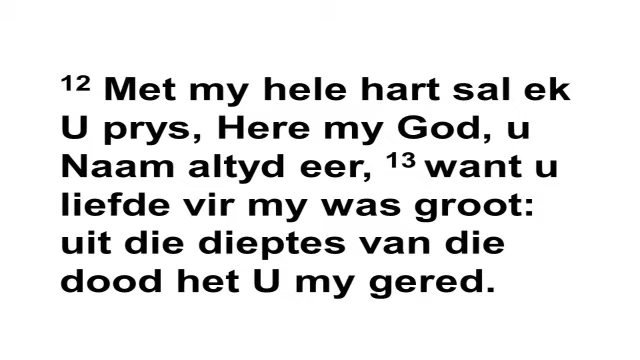 ¹² Met my hele hart sal ek
U prys, Here my God, u
Naam altyd eer, ¹³ want u
liefde vir my was groot:
uit die dieptes van die
dood het U my gered.